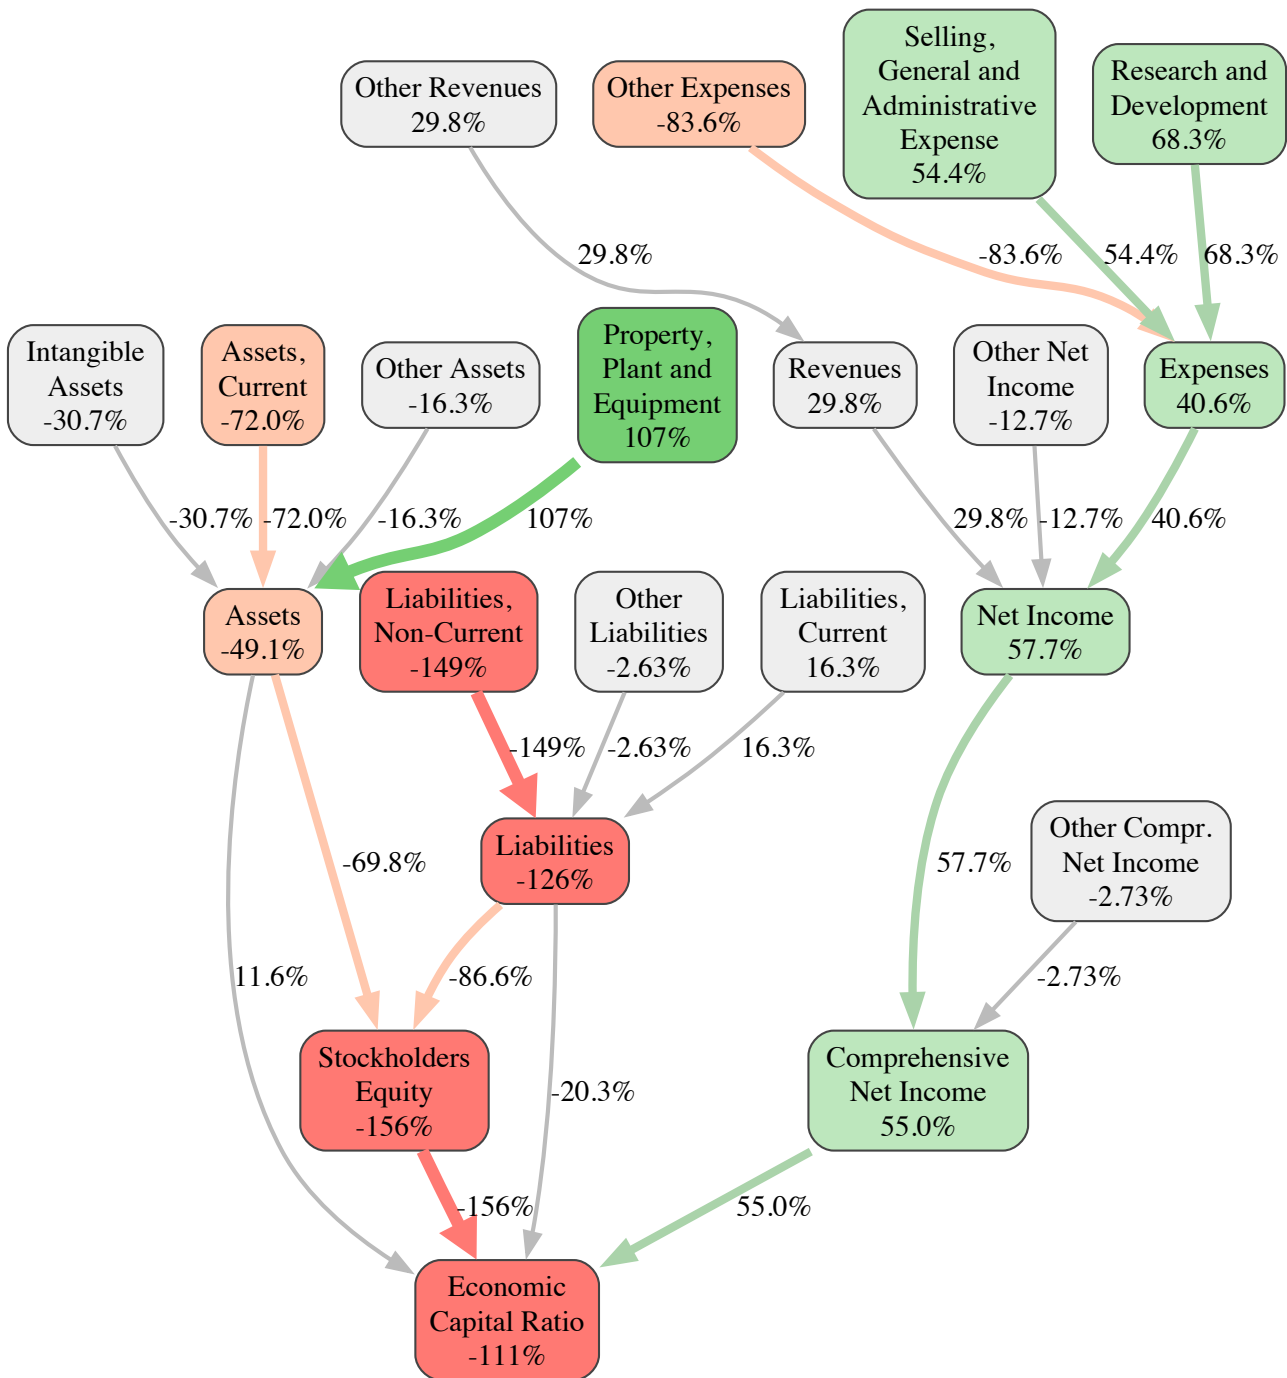 Selling,
General and
Administrative
Expense
54.4%
Research and
Development
68.3%
Other Revenues
29.8%
Other Expenses
-83.6%
29.8%
-83.6%
54.4%
68.3%
Intangible
Assets
-30.7%
Assets,
Current
-72.0%
Other Assets
-16.3%
Property,
Plant and
Equipment
107%
Revenues
29.8%
Other Net
Income
-12.7%
Expenses
40.6%
-30.7%
-72.0%
-16.3%
107%
29.8%
-12.7%
40.6%
Assets
-49.1%
Liabilities,
Non-Current
-149%
Other
Liabilities
-2.63%
Liabilities,
Current
16.3%
Net Income
57.7%
-149%
-2.63%
16.3%
Liabilities
-126%
-69.8%
57.7%
Other Compr.
Net Income
-2.73%
11.6%
-86.6%
-2.73%
Stockholders
Equity
-156%
-20.3%
Comprehensive
Net Income
55.0%
-156%
55.0%
Economic
Capital Ratio
-111%